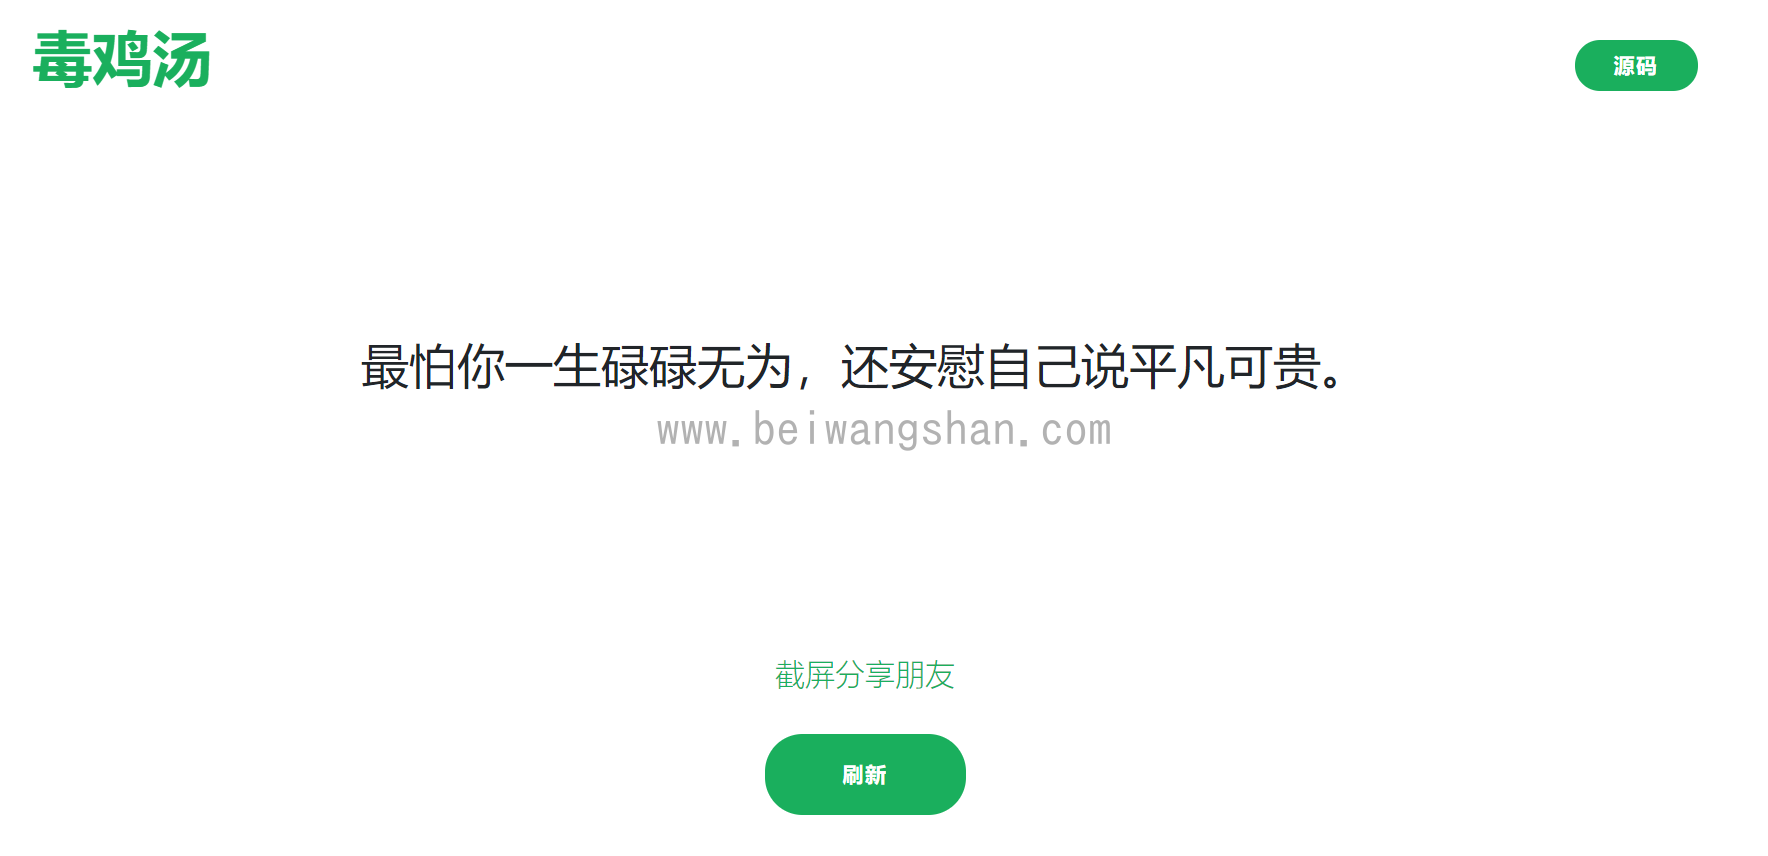 毒鸡汤
源码
最怕你一生碌碌无为，还安慰自己说平凡可贵。
www.beiwangshan.com
截屏分享朋友
刷新